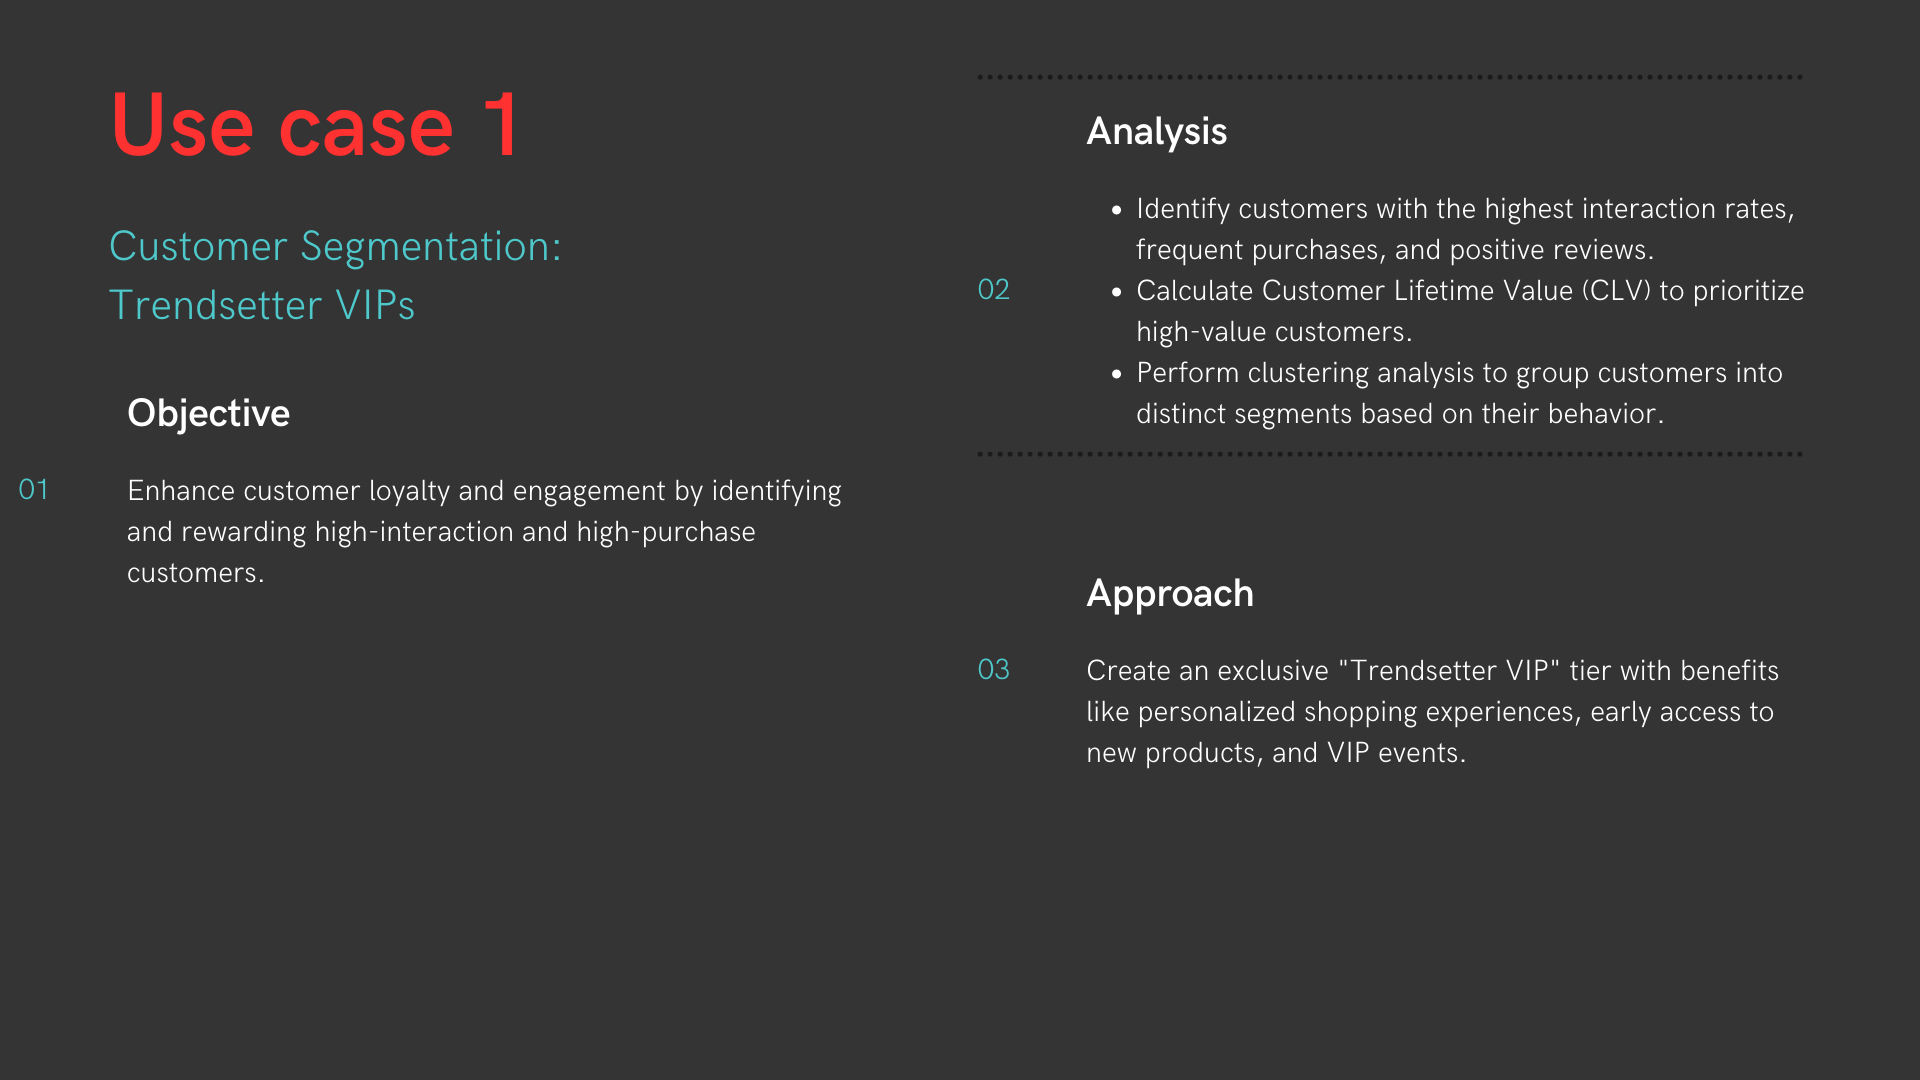 Use case 1
Customer Segmentation:
Trendsetter VIPs
Objective
01
Enhance customer loyalty and engagement by identifying
and rewarding high-interaction and high-purchase
customers.
Analysis
02
• Identify customers with the highest interaction rates,
frequent purchases, and positive reviews.
• Calculate Customer Lifetime Value (CLV) to prioritize
high-value customers.
• Perform clustering analysis to group customers into
distinct segments based on their behavior.
Approach
03
Create an exclusive "Trendsetter VIP" tier with benefits
like personalized shopping experiences, early access to
new products, and VIP events.